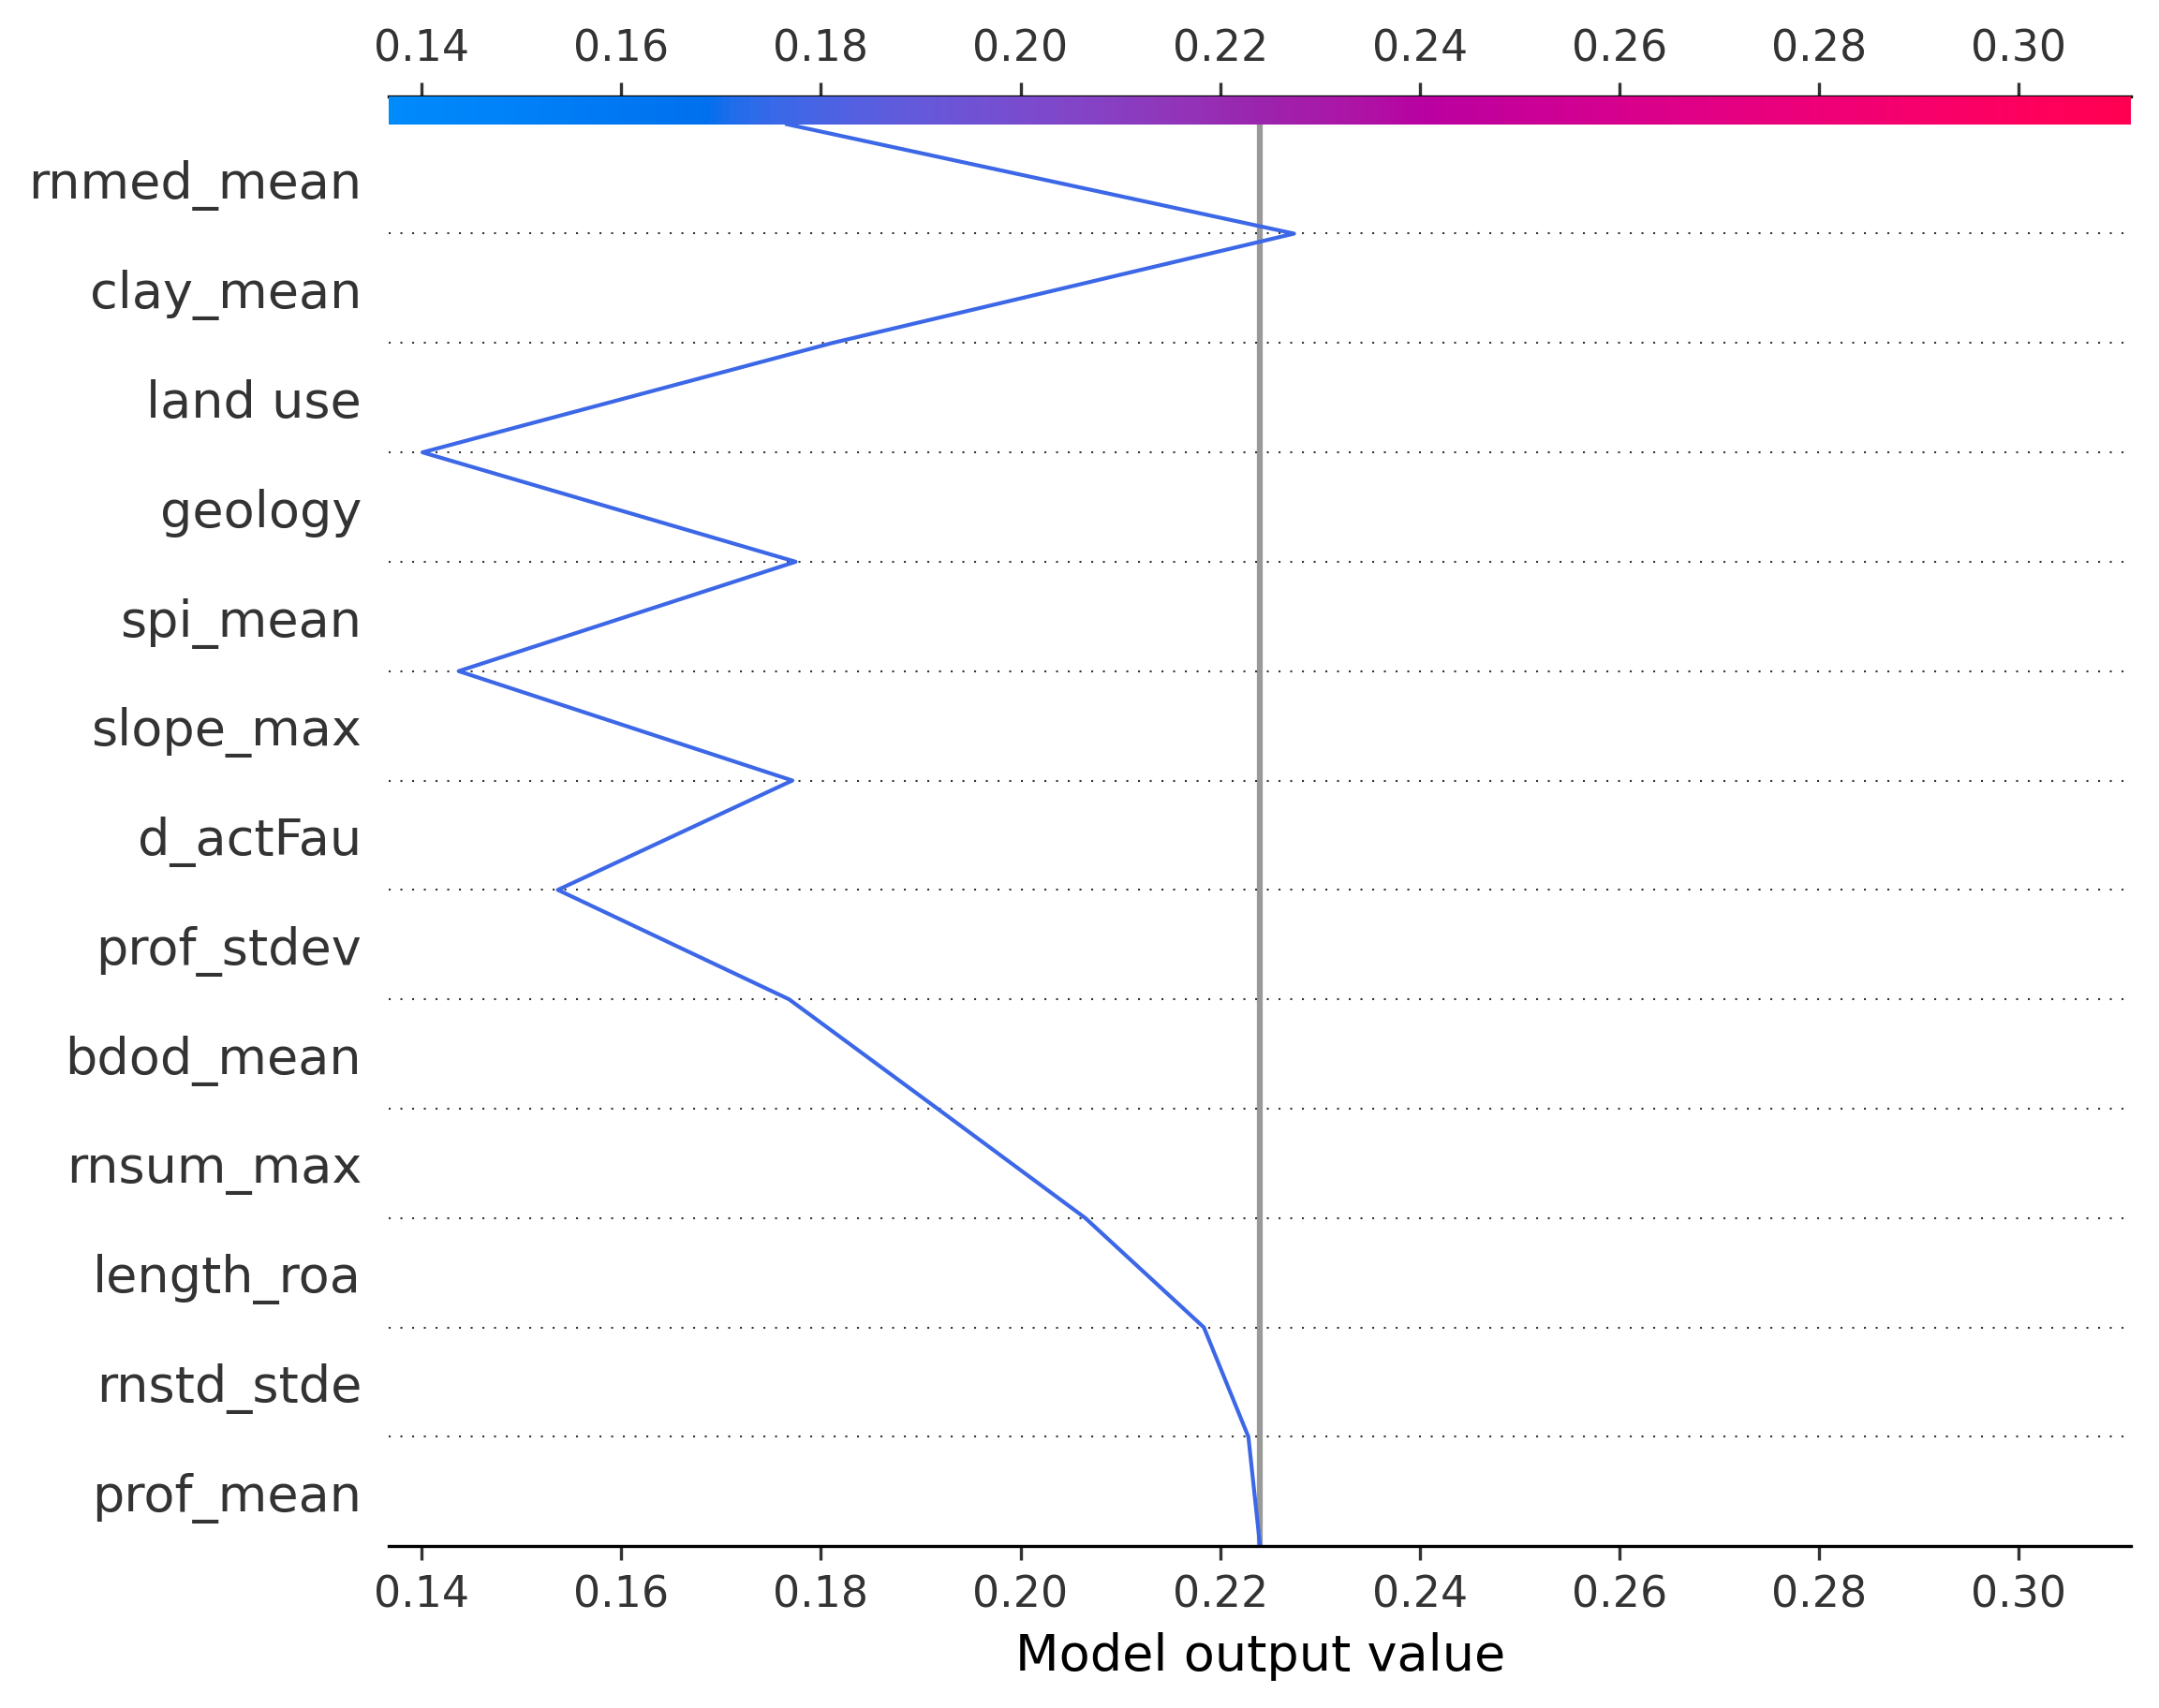 0.14 0.16 0.18 0.20 0.22 0.24 0.26 0.28 0.30
rnmed_mean
clay_mean
land use
geology
spi_mean
slope_max
d_actFau
prof_stdev
bdod_mean
rnsum_max
length_roa
rnstd_stde
prof_mean
0.14 0.16 0.18 0.20 0.22 0.24 0.26 0.28 0.30
Model output value